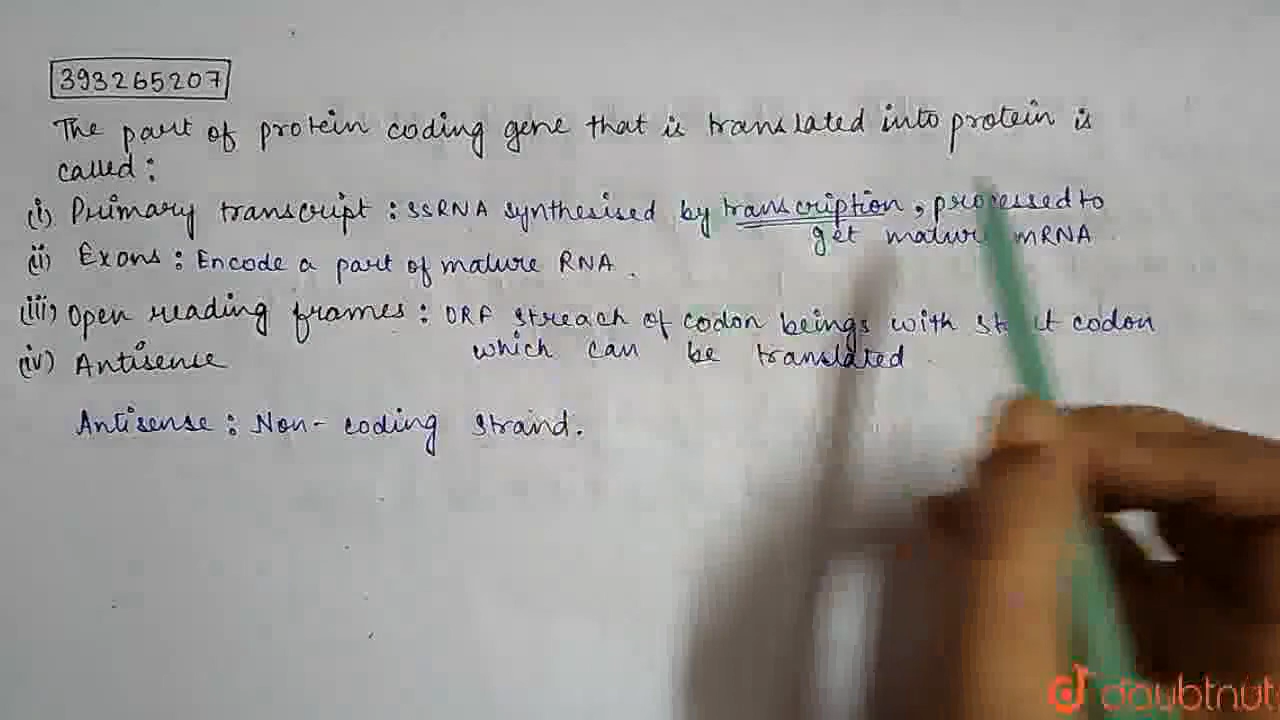 393265207
The part of protein coding gene that is translated into protein is
called:
(i) Primary transcript: SSRNA synthesised by transcription, processed to
get mature mRNA
(ii) Exons: Encode a part of mature RNA.
(iii) Open reading frames: ORF streach of codon beings with codon
which can be translated.
(iv) Antisense
Antisense: Non-coding strand.
doubtnut